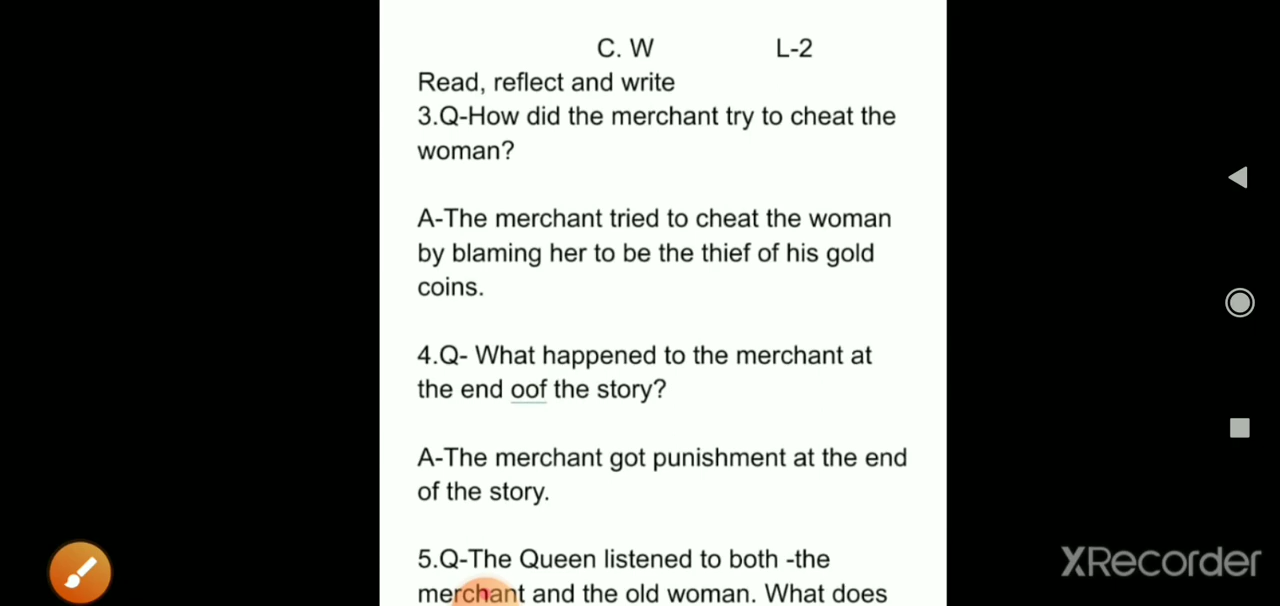 C. W L-2
Read, reflect and write
3.Q-How did the merchant try to cheat the
woman?
A-The merchant tried to cheat the woman
by blaming her to be the thief of his gold
coins.
4.Q- What happened to the merchant at
the end oof the story?
A-The merchant got punishment at the end
of the story.
5.Q-The Queen listened to both -the
merchant and the old woman. What does
XRecorder